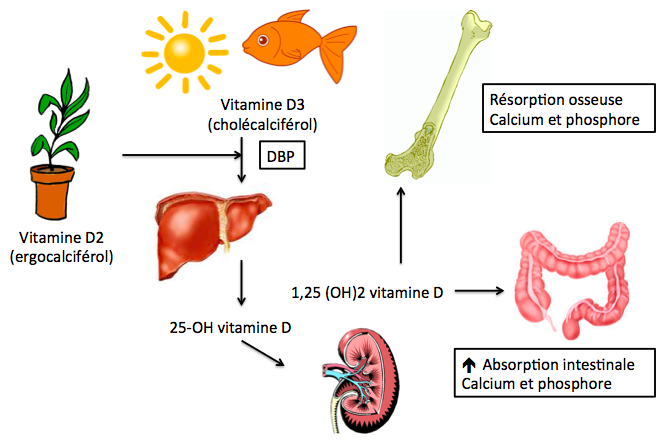 Vitamine D3
(cholécalciférol)
DBP
Résorption osseuse
Calcium et phosphore
Vitamine D2
(ergocalciférol)
1,25 (OH)2 vitamine D
25-OH vitamine D
🡹 Absorption intestinale
Calcium et phosphore